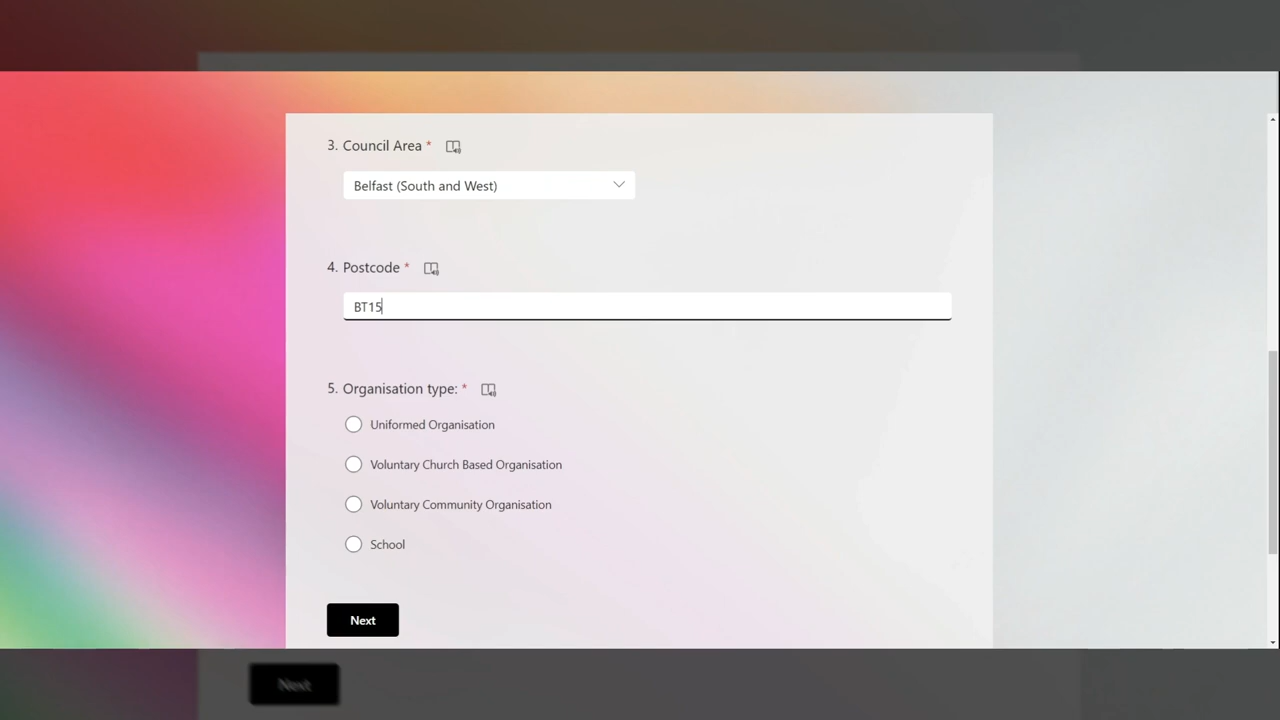 3. Council Area *
Belfast (South and West)
4. Postcode *
BT15
5. Organisation type: *
Uniformed Organisation
Voluntary Church Based Organisation
Voluntary Community Organisation
School
Next
Next